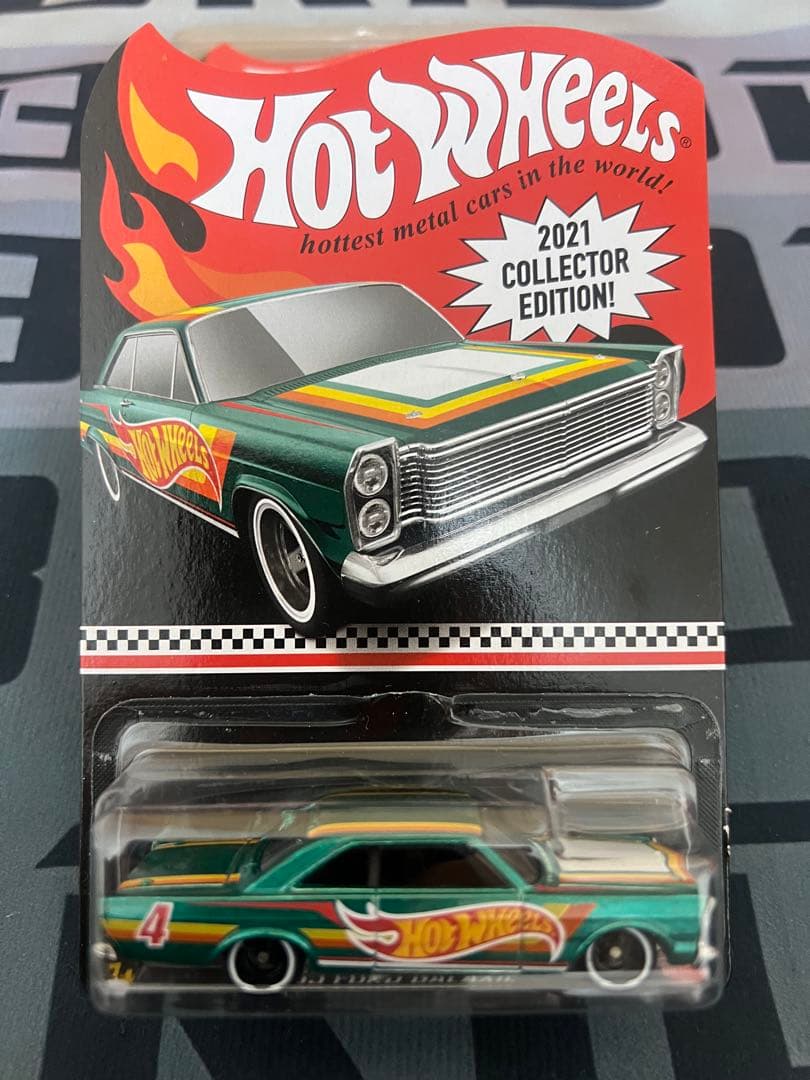 HOT WHEELS®
hottest metal cars in the world!
2021
COLLECTOR
EDITION!
HOT WHEELS
4
HOT WHEELS